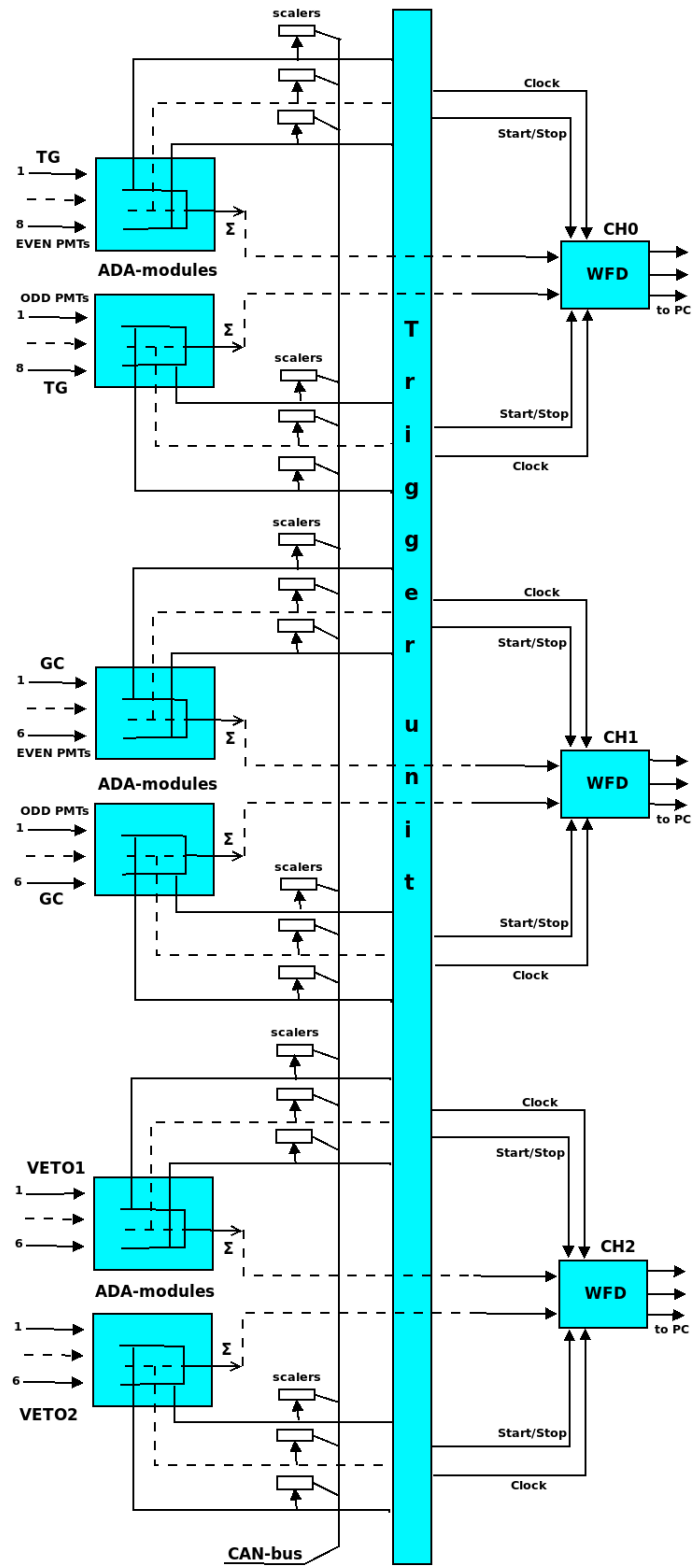 scalers
Clock
Start/Stop
TG
1
8
EVEN PMTs
Σ
CH0
WFD
to PC
ADA-modules
ODD PMTs
1
8
TG
Σ
scalers
Start/Stop
Clock
Trigger unit
scalers
Clock
Start/Stop
GC
1
6
EVEN PMTs
Σ
CH1
WFD
to PC
ADA-modules
ODD PMTs
1
6
GC
Σ
scalers
Start/Stop
Clock
scalers
Clock
Start/Stop
VETO1
1
6
Σ
CH2
WFD
to PC
ADA-modules
1
6
VETO2
Σ
scalers
Start/Stop
Clock
CAN-bus